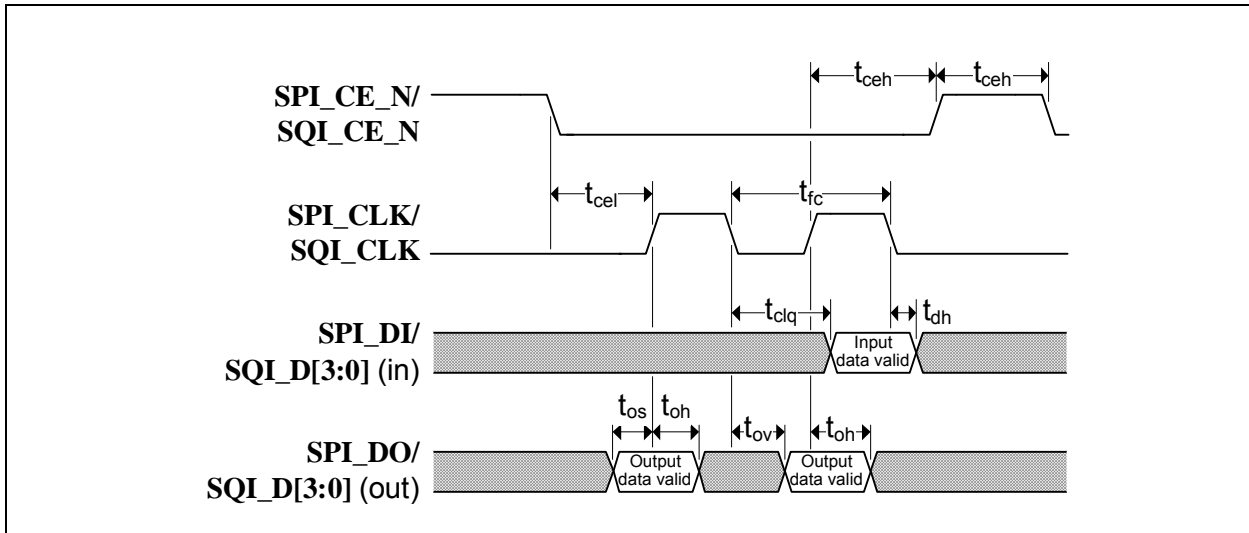 t_ceh t_ceh
SPI_CE_N/
SQI_CE_N
t_cel t_fc
SPI_CLK/
SQI_CLK
t_clq t_dh
SPI_DI/
SQI_D[3:0] (in)
Input
data valid
t_os t_oh t_ov t_oh
SPI_DO/
SQI_D[3:0] (out)
Output
data valid
Output
data valid